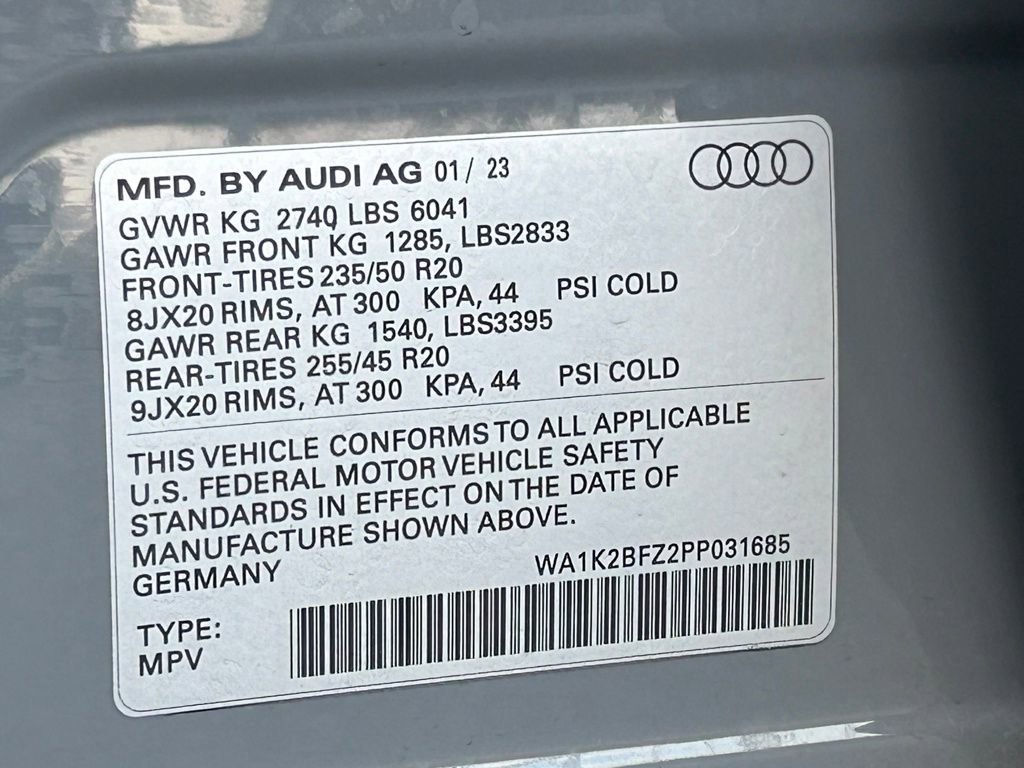 MFD. BY AUDI AG 01/ 23
GVWR KG 2740 LBS 6041
GAWR FRONT KG 1285, LBS2833
FRONT-TIRES 235/50 R20
8JX20 RIMS, AT 300 KPA, 44 PSI COLD
GAWR REAR KG 1540, LBS3395
REAR-TIRES 255/45 R20
9JX20 RIMS, AT 300 KPA, 44 PSI COLD
THIS VEHICLE CONFORMS TO ALL APPLICABLE
U.S. FEDERAL MOTOR VEHICLE SAFETY
STANDARDS IN EFFECT ON THE DATE OF
MANUFACTURE SHOWN ABOVE.
GERMANY
WA1K2BFZ2PP031685
TYPE:
MPV